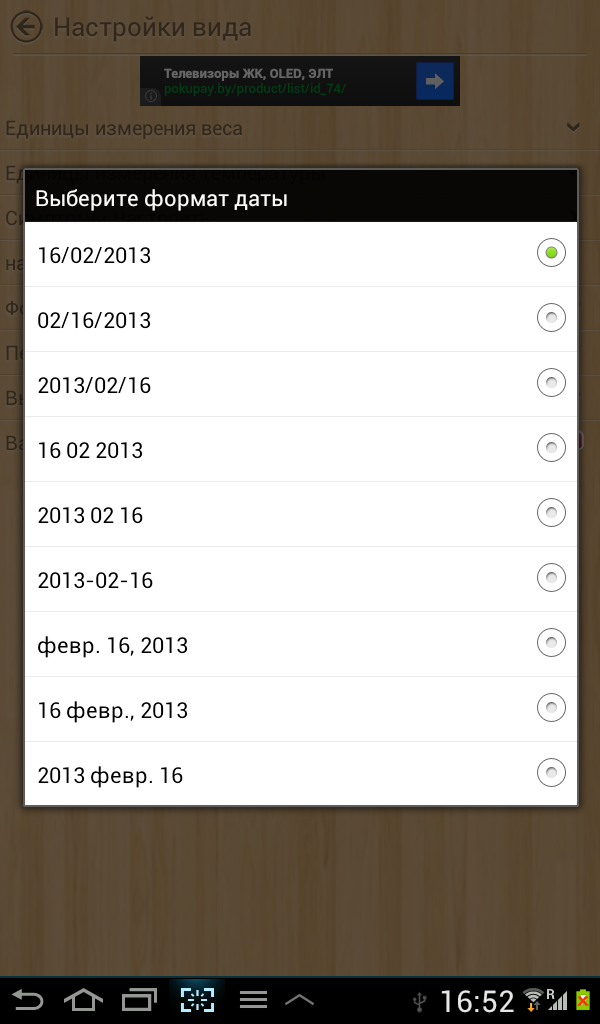 Настройки вида
Телевизоры ЖК, OLED, ЭЛТ
pokupay.by/product/list/id_74/
Единицы измерения веса
Выберите формат даты
16/02/2013
02/16/2013
2013/02/16
16 02 2013
2013 02 16
2013-02-16
февр. 16, 2013
16 февр., 2013
2013 февр. 16
16:52
R